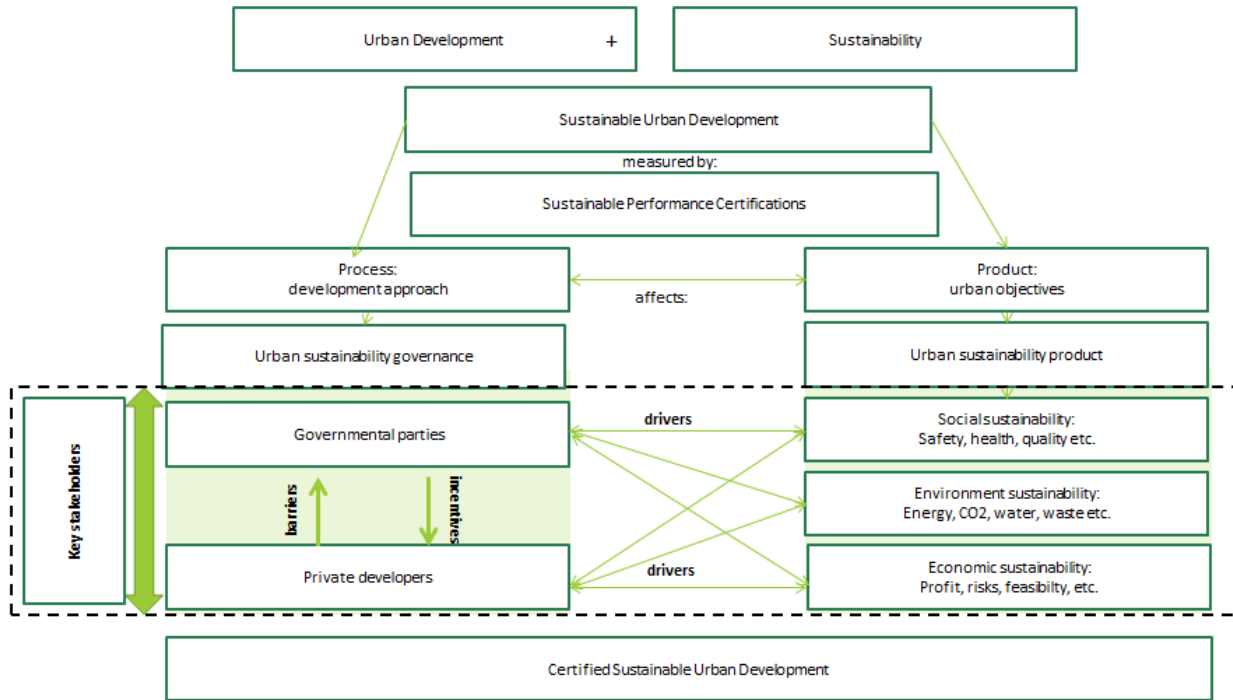 Urban Development +
Sustainability
Sustainable Urban Development
measured by:
Sustainable Performance Certifications
Process:
development approach
affects:
Product:
urban objectives
Urban sustainability governance
Urban sustainability product
Key stakeholders
Governmental parties
drivers
Social sustainability:
Safety, health, quality etc.
barriers
incentives
Environment sustainability:
Energy, CO2, water, waste etc.
Private developers
drivers
Economic sustainability:
Profit, risks, feasibilty, etc.
Certified Sustainable Urban Development